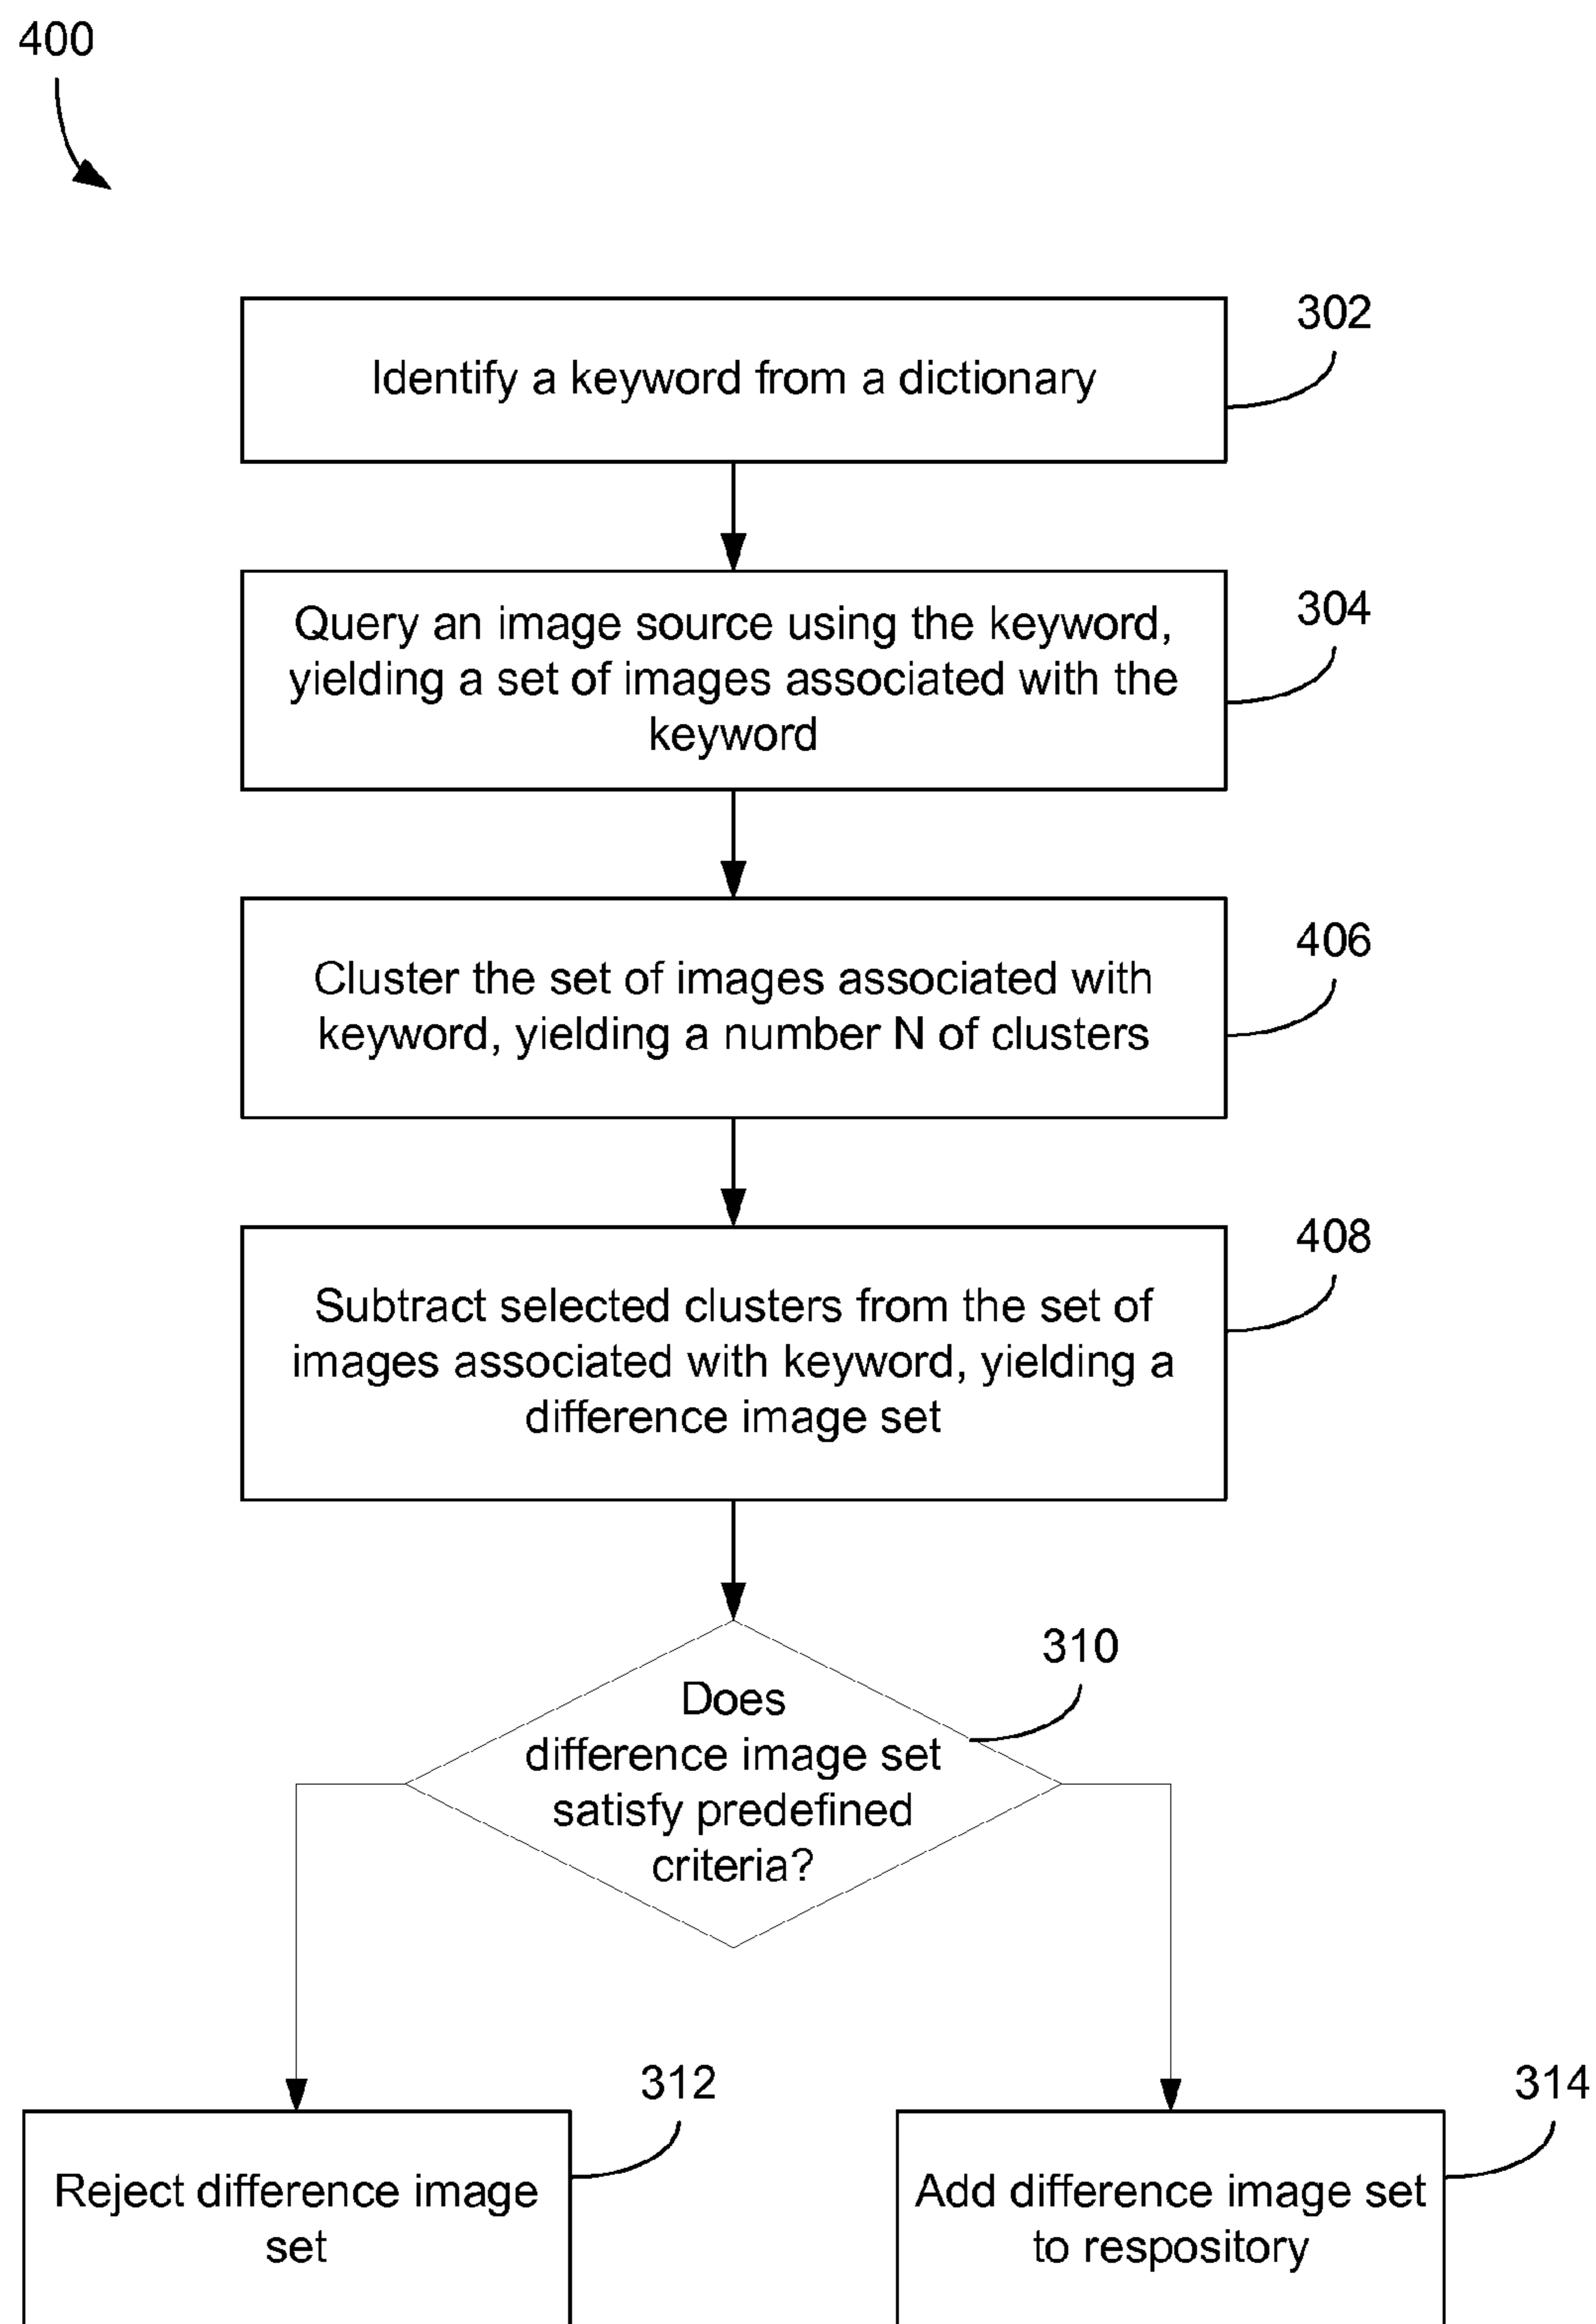 400
302
Identify a keyword from a dictionary
304
Query an image source using the keyword,
yielding a set of images associated with the
keyword
406
Cluster the set of images associated with
keyword, yielding a number N of clusters
408
Subtract selected clusters from the set of
images associated with keyword, yielding a
difference image set
310
Does
difference image set
satisfy predefined
criteria?
312
Reject difference image
set
314
Add difference image set
to respository